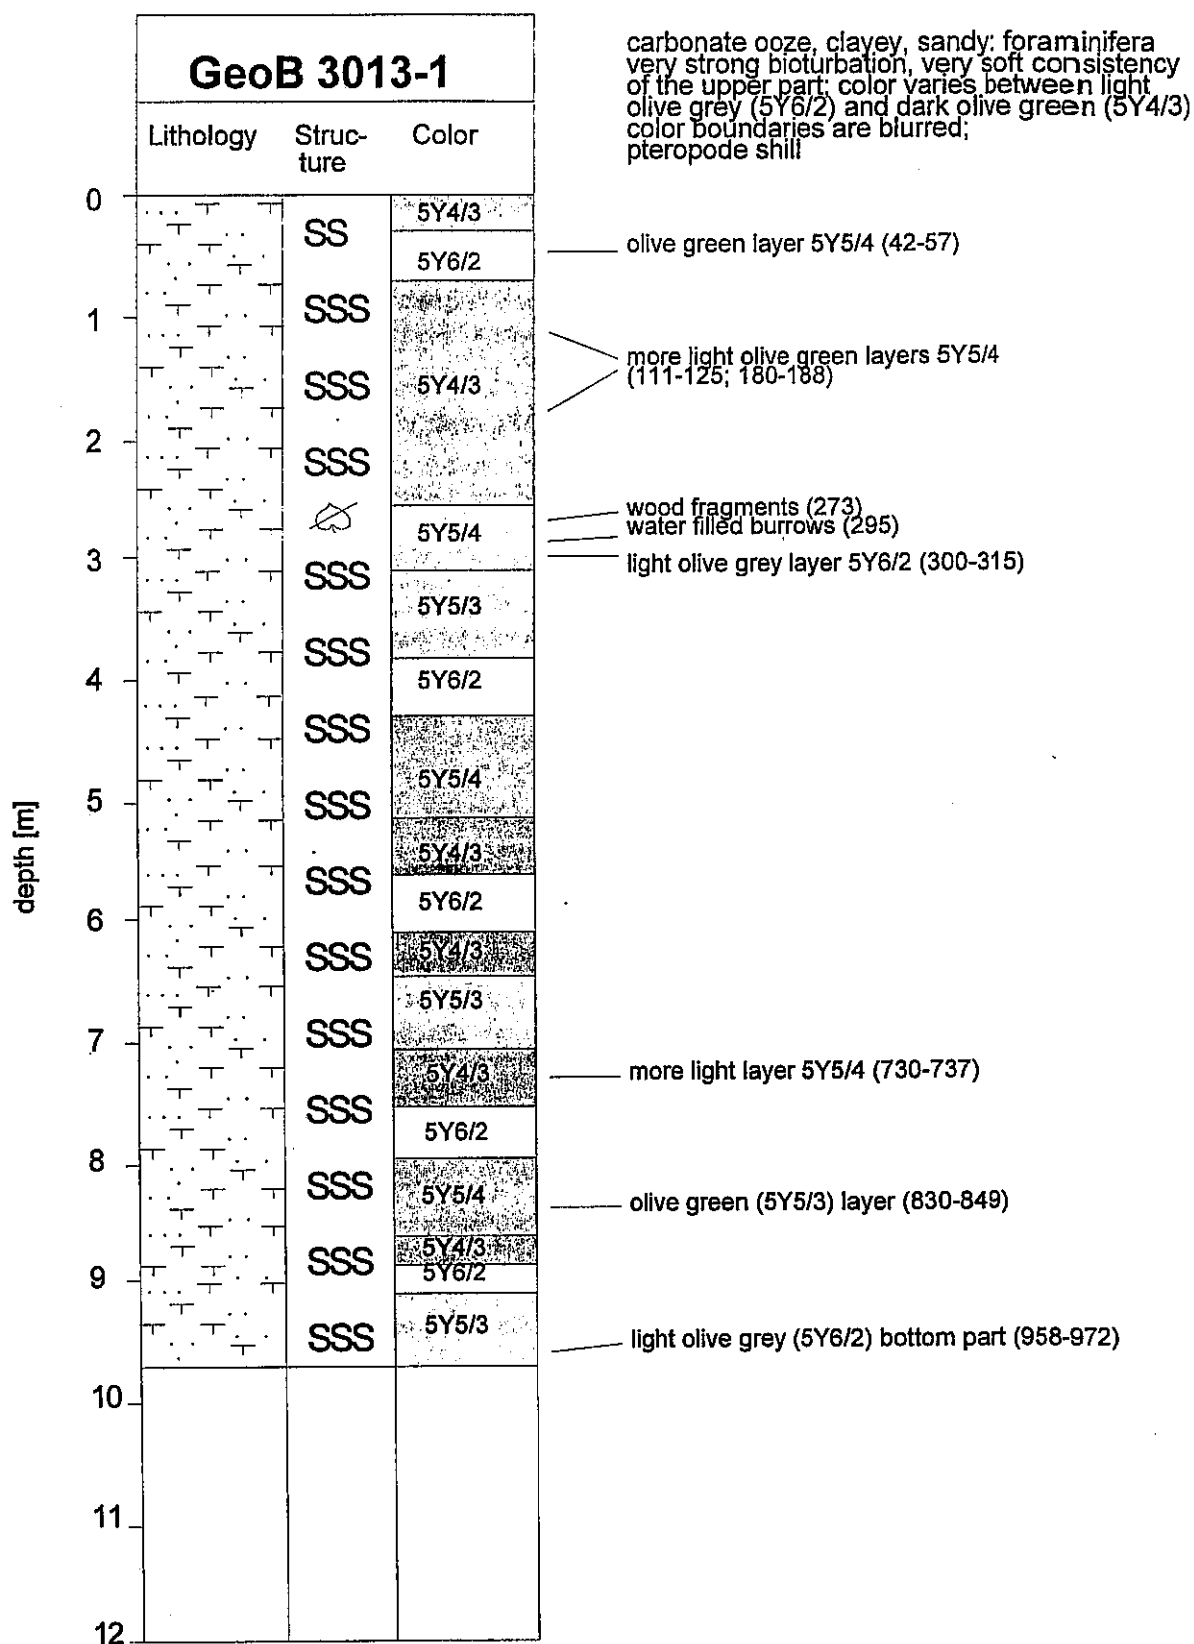 GeoB 3013-1
carbonate ooze, clayey, sandy: foraminifera
very strong bioturbation, very soft consistency
of the upper part; color varies between light
olive grey (5Y6/2) and dark olive green (5Y4/3)
color boundaries are blurred;
pteropode shill
Lithology
Struc-
ture
Color
depth [m]
0
1
2
3
4
5
6
7
8
9
10
11
12
SS
SSS
SSS
SSS
SSS
SSS
SSS
SSS
SSS
SSS
SSS
SSS
SSS
SSS
SSS
5Y4/3
5Y6/2
5Y4/3
5Y5/4
5Y5/3
5Y6/2
5Y5/4
5Y4/3
5Y6/2
5Y4/3
5Y5/3
5Y4/3
5Y6/2
5Y5/4
5Y4/3
5Y6/2
5Y5/3
olive green layer 5Y5/4 (42-57)
more light olive green layers 5Y5/4
(111-125; 180-188)
wood fragments (273)
water filled burrows (295)
light olive grey layer 5Y6/2 (300-315)
more light layer 5Y5/4 (730-737)
olive green (5Y5/3) layer (830-849)
light olive grey (5Y6/2) bottom part (958-972)